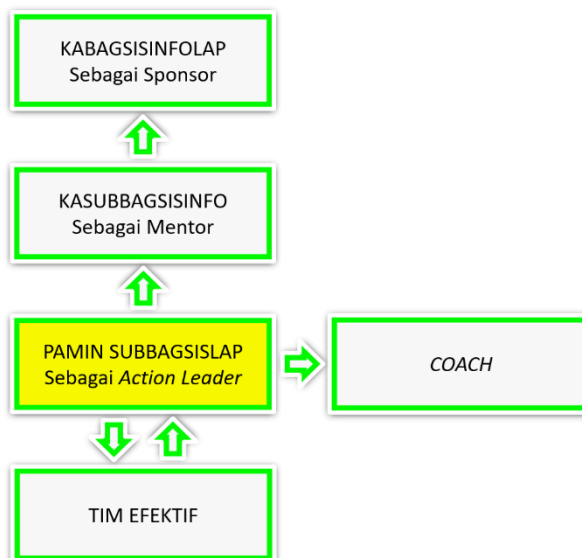 KABAGSISINFOLAP
Sebagai Sponsor
KASUBBAGSISINFO
Sebagai Mentor
PAMIN SUBBAGSISLAP
Sebagai Action Leader
COACH
TIM EFEKTIF